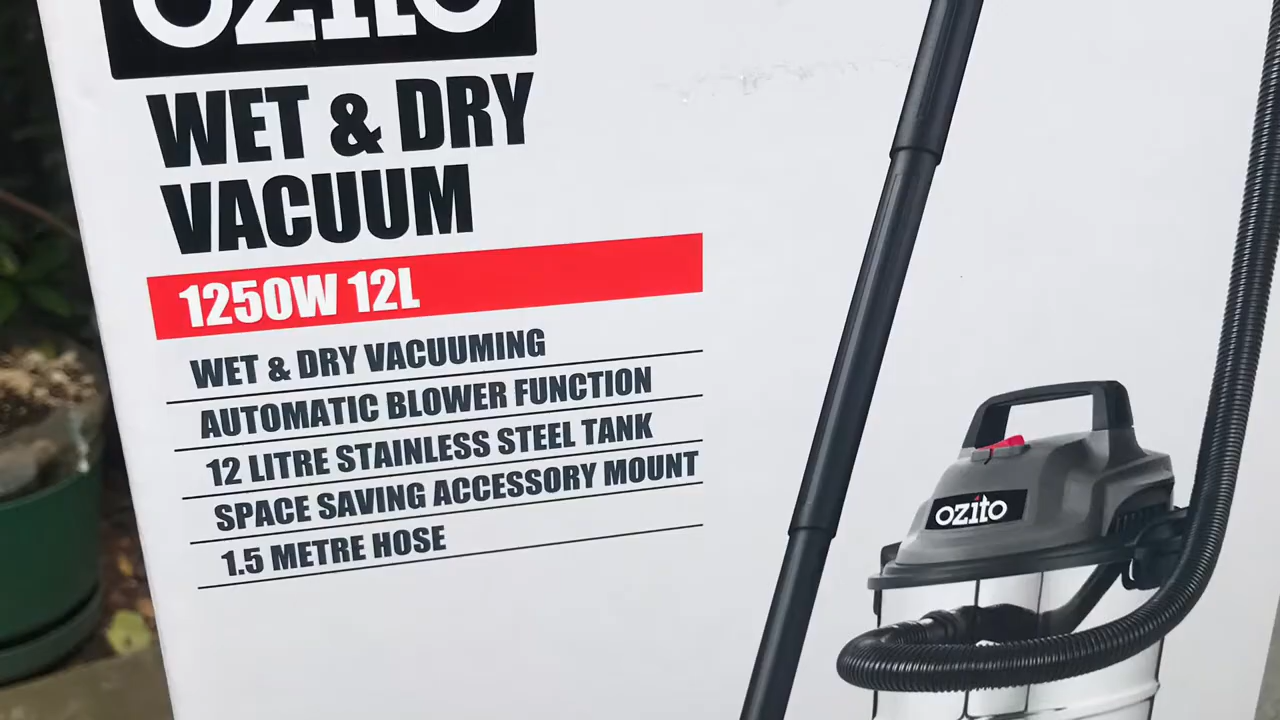 ozito
WET & DRY
VACUUM
1250W 12L
WET & DRY VACUUMING
AUTOMATIC BLOWER FUNCTION
12 LITRE STAINLESS STEEL TANK
SPACE SAVING ACCESSORY MOUNT
1.5 METRE HOSE
ozito